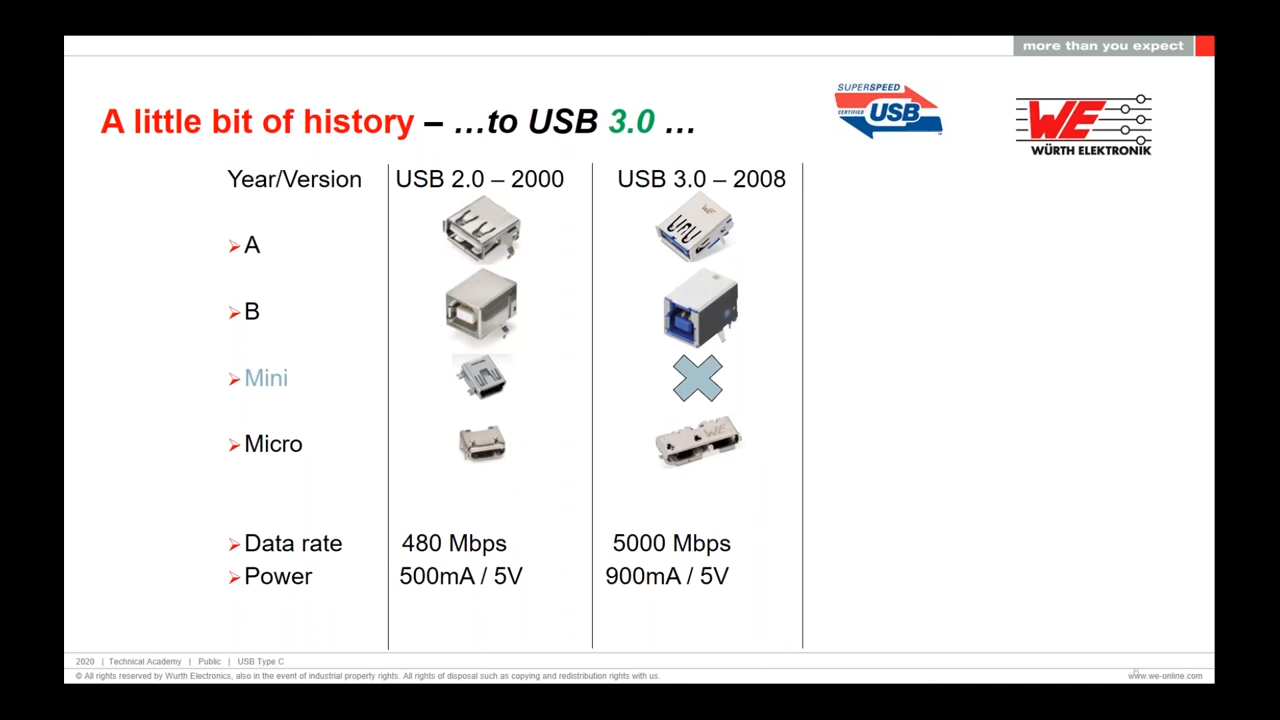 more than you expect
A little bit of history – …to USB 3.0 …
SUPERSPEED
CERTIFIED USB
WE
WÜRTH ELEKTRONIK
Year/Version USB 2.0 – 2000 USB 3.0 – 2008
WE
A
B
Mini
Micro
WE
Data rate 480 Mbps 5000 Mbps
Power 500mA / 5V 900mA / 5V
2020 | Technical Academy | Public | USB Type C
© All rights reserved by Wurth Electronics, also in the event of industrial property rights. All rights of disposal such as copying and redistribution rights with us.
www.we-online.com